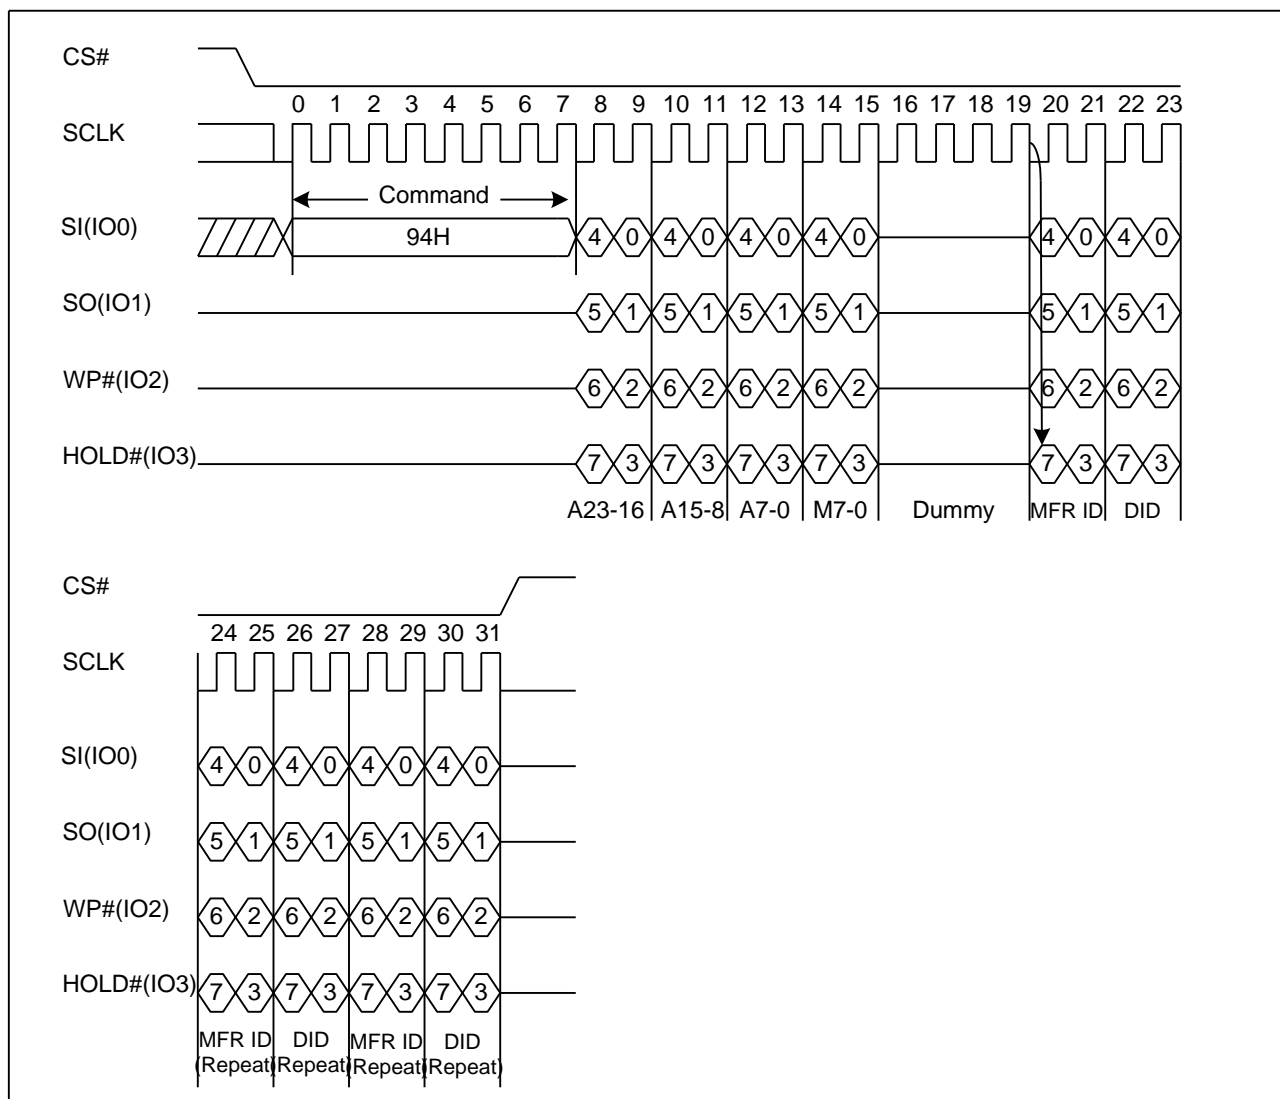 CS#
0 1 2 3 4 5 6 7 8 9 10 11 12 13 14 15 16 17 18 19 20 21 22 23
SCLK
Command
SI(IO0) 94H 4 0 4 0 4 0 4 0 4 0 4 0
SO(IO1) 5 1 5 1 5 1 5 1 5 1 5 1
WP#(IO2) 6 2 6 2 6 2 6 2 6 2 6 2
HOLD#(IO3) 7 3 7 3 7 3 7 3 7 3 7 3
A23-16 A15-8 A7-0 M7-0 Dummy MFR ID DID
CS#
24 25 26 27 28 29 30 31
SCLK
SI(IO0) 4 0 4 0 4 0 4 0
SO(IO1) 5 1 5 1 5 1 5 1
WP#(IO2) 6 2 6 2 6 2 6 2
HOLD#(IO3) 7 3 7 3 7 3 7 3
MFR ID DID MFR ID DID
(Repeat) (Repeat) (Repeat) (Repeat)